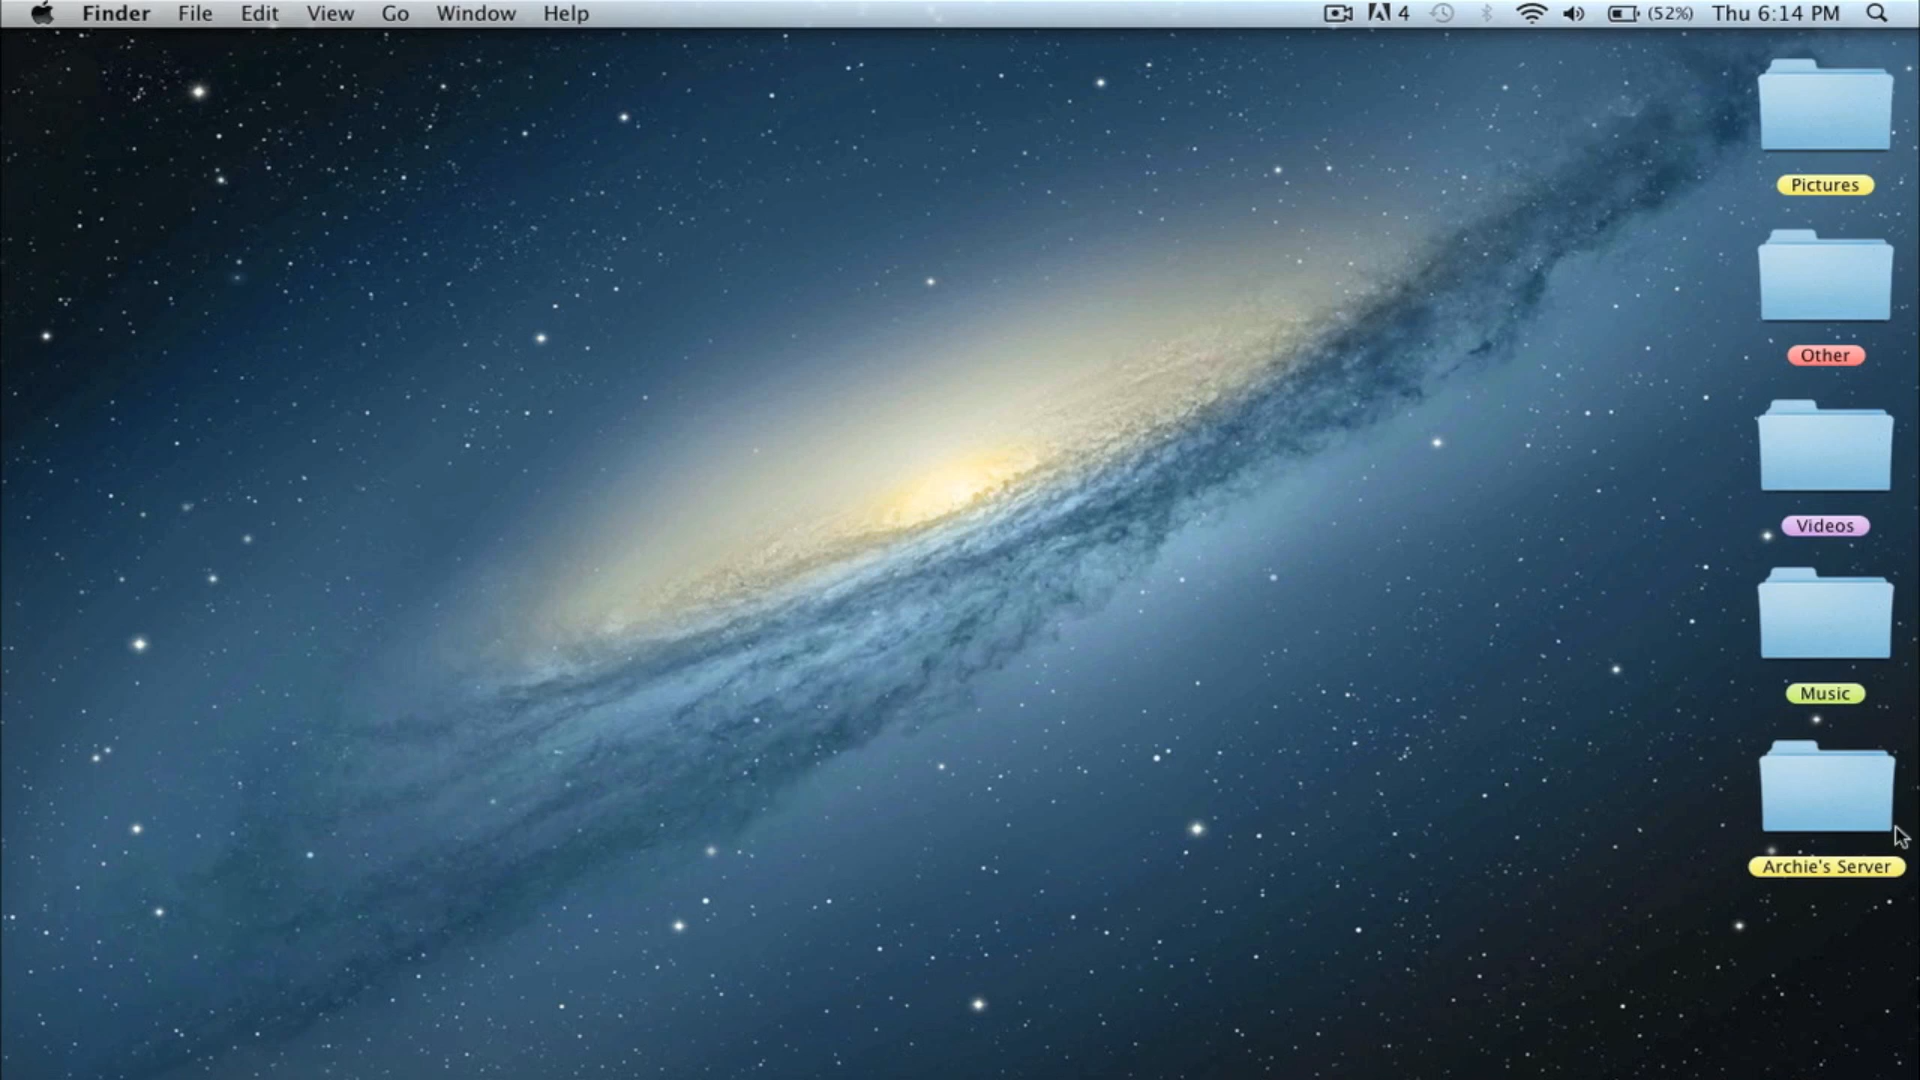 Finder File Edit View Go Window Help 4 (52%) Thu 6:14 PM
Pictures
Other
Videos
Music
Archie's Server